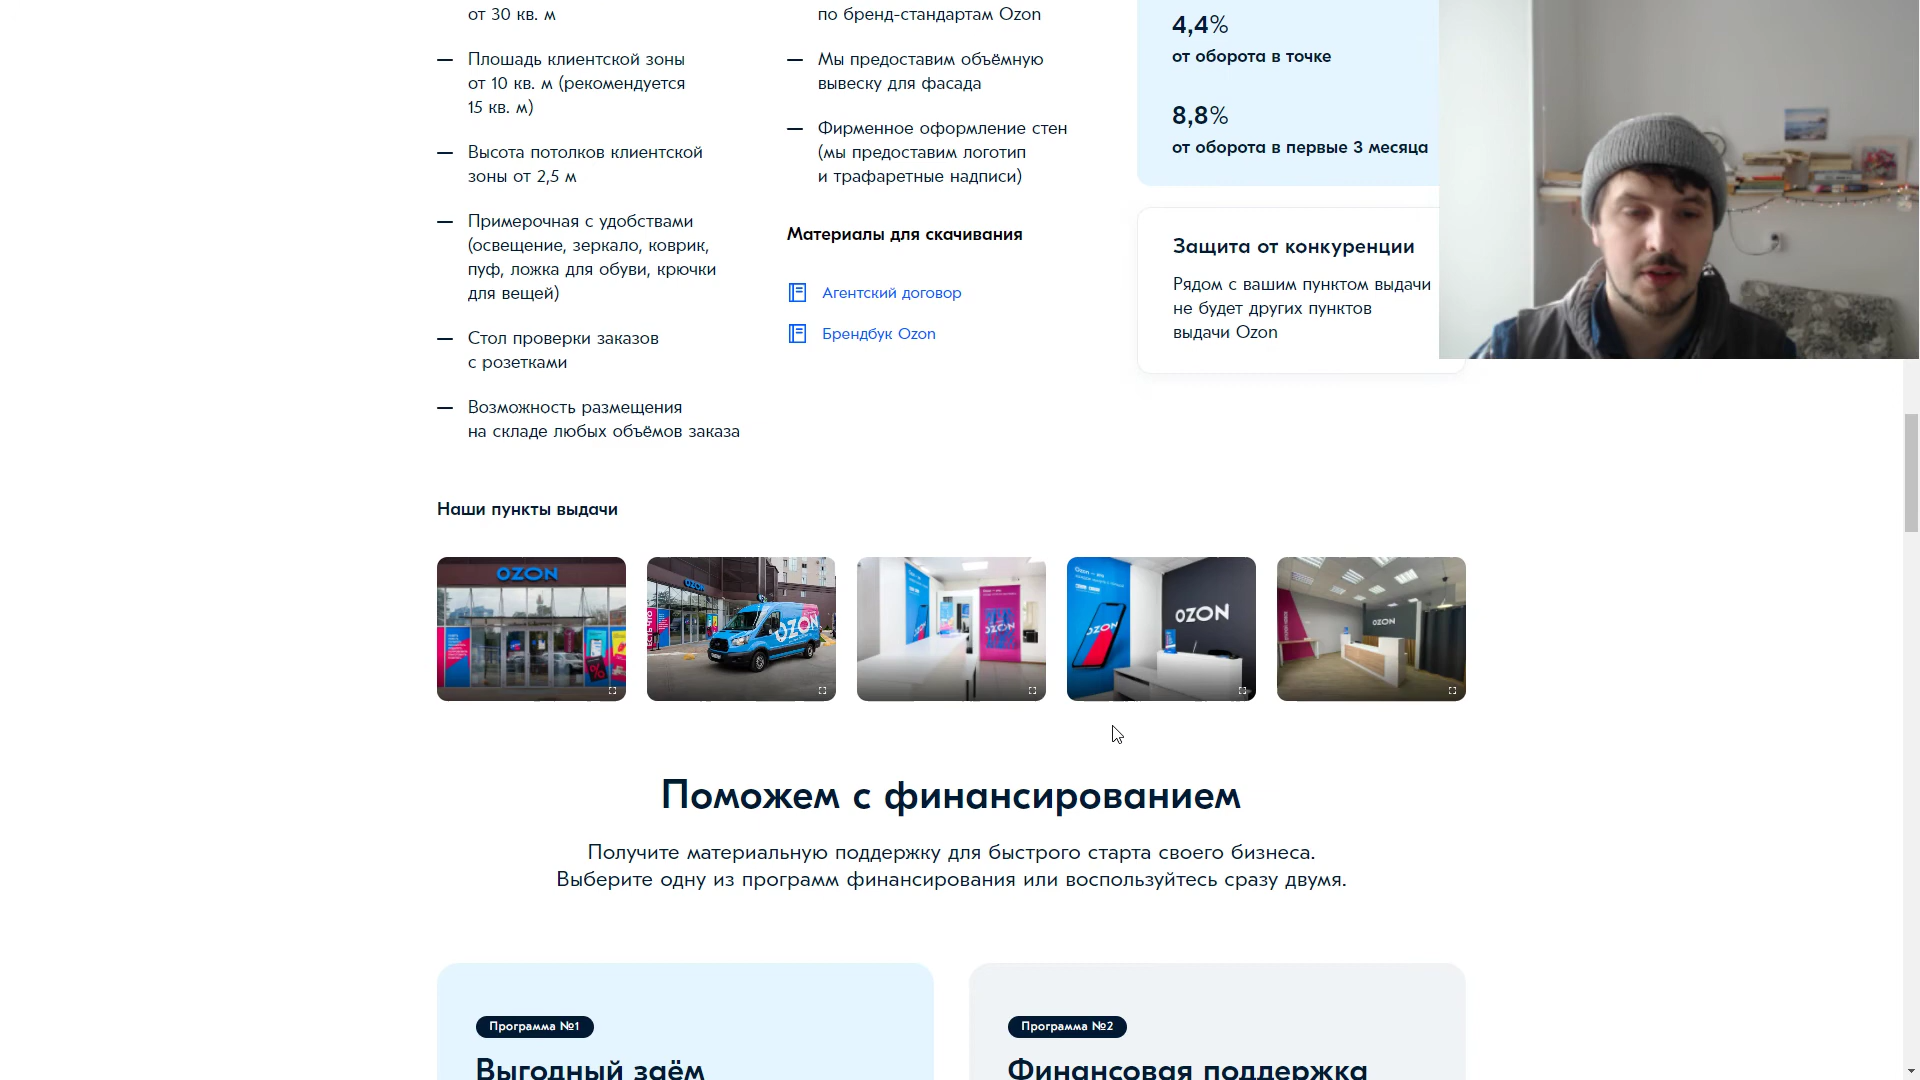 от 30 кв. м
Площадь клиентской зоны
от 10 кв. м (рекомендуется
15 кв. м)
Высота потолков клиентской
зоны от 2,5 м
Примерочная с удобствами
(освещение, зеркало, коврик,
пуф, ложка для обуви, крючки
для вещей)
Стол проверки заказов
с розетками
Возможность размещения
на складе любых объёмов заказа
по бренд-стандартам Ozon
Мы предоставим объёмную
вывеску для фасада
Фирменное оформление стен
(мы предоставим логотип
и трафаретные надписи)
Материалы для скачивания
Агентский договор
Брендбук Ozon
4,4%
от оборота в точке
8,8%
от оборота в первые 3 месяца
Защита от конкуренции
Рядом с вашим пунктом выдачи
не будет других пунктов
выдачи Ozon
Наши пункты выдачи
OZON
OZON
OZON
OZON
OZON
OZON
OZON
Поможем с финансированием
Получите материальную поддержку для быстрого старта своего бизнеса.
Выберите одну из программ финансирования или воспользуйтесь сразу двумя.
Программа №1
Выгодный заём
Программа №2
Финансовая поддержка